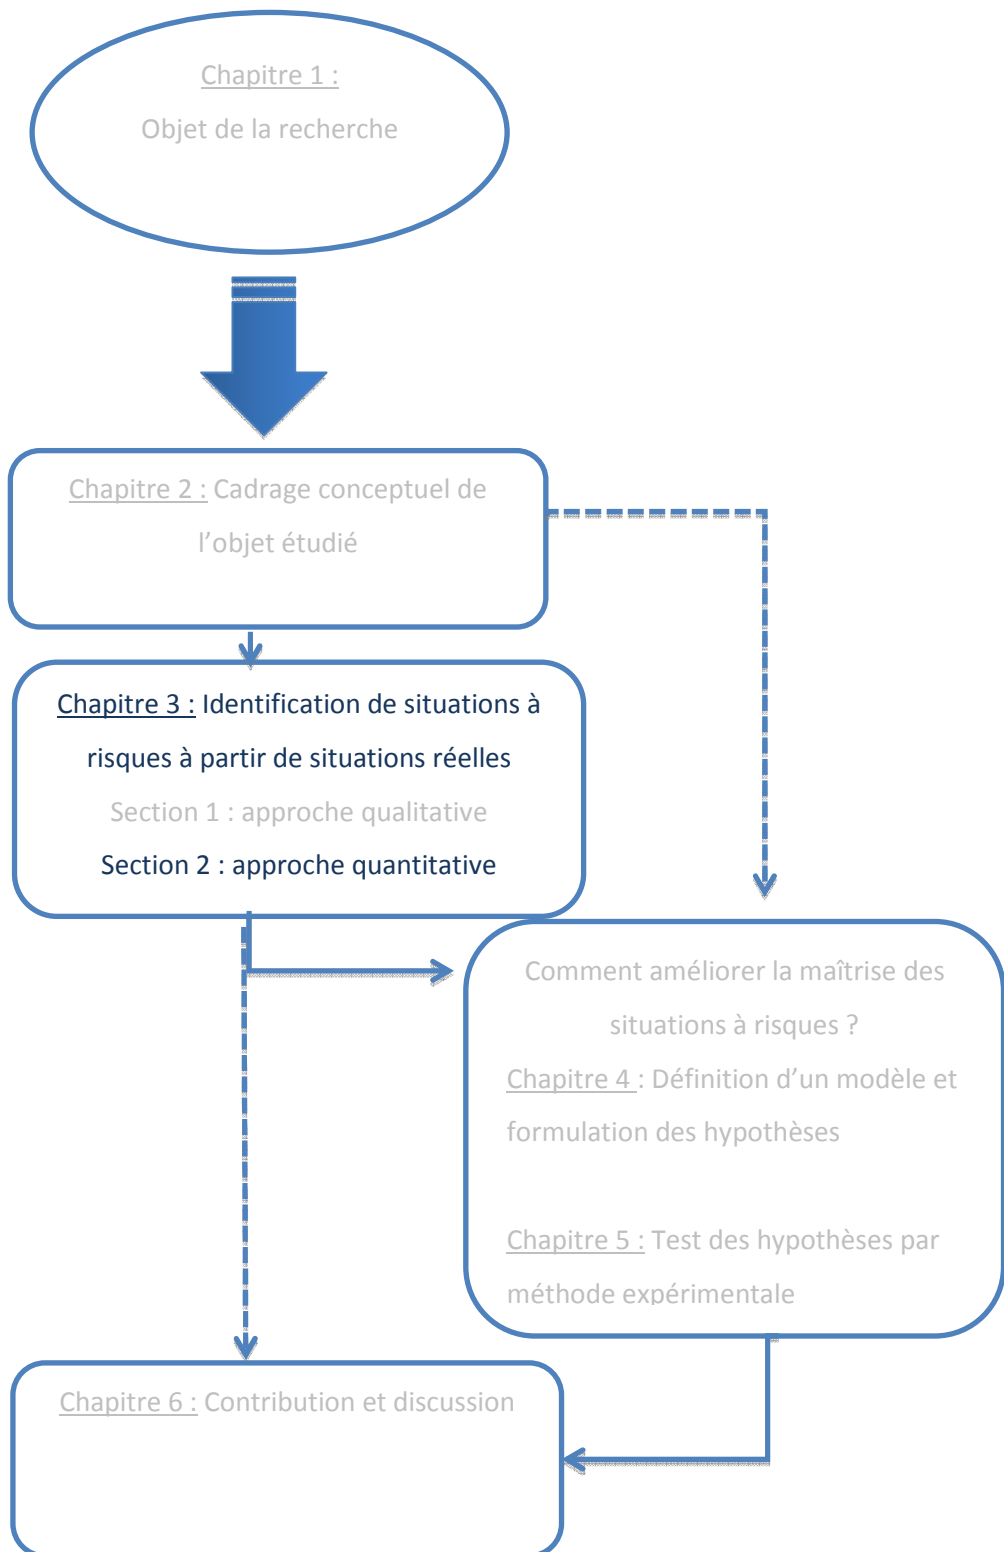 Chapitre 1 :
Objet de la recherche
Chapitre 2 : Cadrage conceptuel de
l’objet étudié
Chapitre 3 : Identification de situations à
risques à partir de situations réelles
Section 1 : approche qualitative
Section 2 : approche quantitative
Comment améliorer la maîtrise des
situations à risques ?
Chapitre 4 : Définition d’un modèle et
formulation des hypothèses
Chapitre 5 : Test des hypothèses par
méthode expérimentale
Chapitre 6 : Contribution et discussion